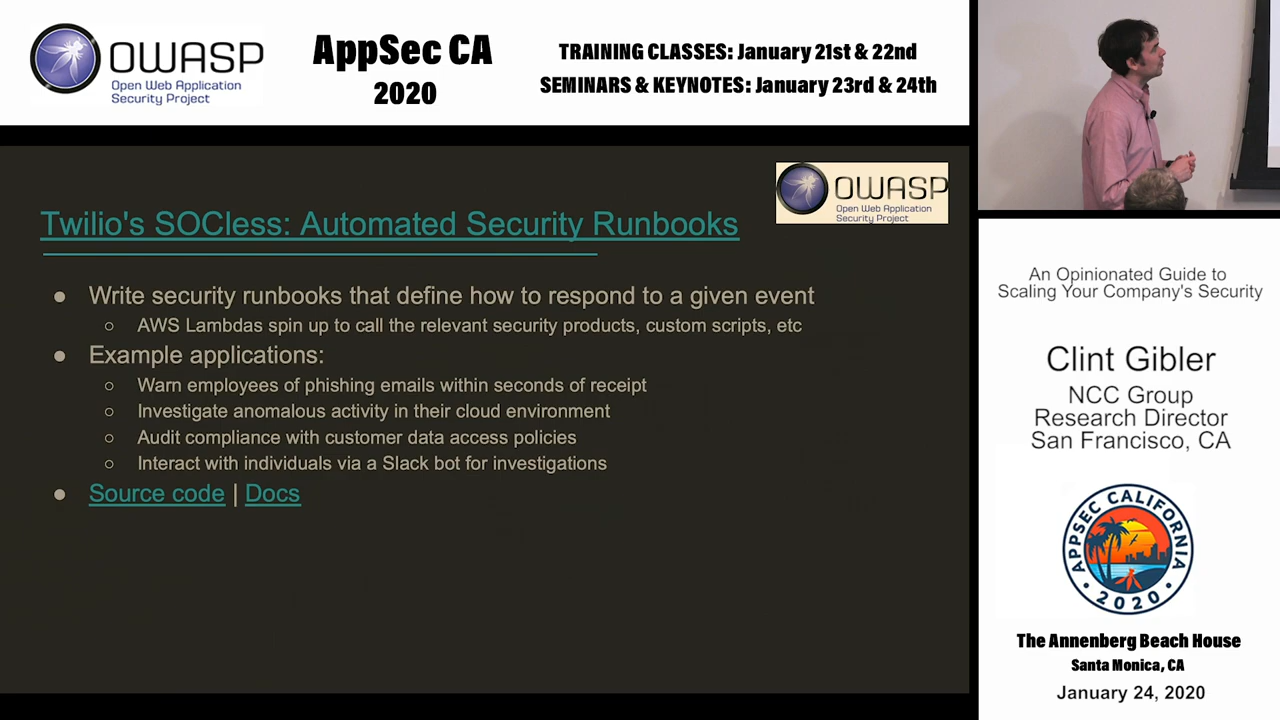 OWASP
Open Web Application
Security Project
AppSec CA
2020
TRAINING CLASSES: January 21st & 22nd
SEMINARS & KEYNOTES: January 23rd & 24th
OWASP
Open Web Application
Security Project
Twilio's SOCless: Automated Security Runbooks
● Write security runbooks that define how to respond to a given event
○ AWS Lambdas spin up to call the relevant security products, custom scripts, etc
● Example applications:
○ Warn employees of phishing emails within seconds of receipt
○ Investigate anomalous activity in their cloud environment
○ Audit compliance with customer data access policies
○ Interact with individuals via a Slack bot for investigations
● Source code | Docs
An Opinionated Guide to
Scaling Your Company's Security
Clint Gibler
NCC Group
Research Director
San Francisco, CA
APPSEC CALIFORNIA
• 2020 •
The Annenberg Beach House
Santa Monica, CA
January 24, 2020